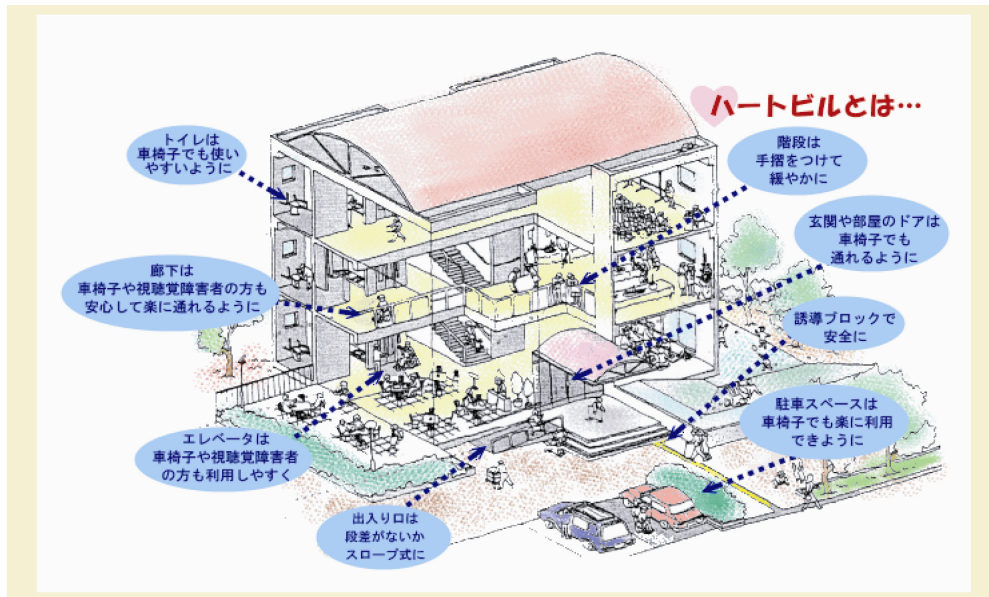 ハートビルとは…
トイレは
車椅子でも使い
やすいように
階段は
手摺をつけて
緩やかに
玄関や部屋のドアは
車椅子でも
通れるように
廊下は
車椅子や視聴覚障害者の方も
安心して楽に通れるように
誘導ブロックで
安全に
駐車スペースは
車椅子でも楽に利用
できように
エレベータは
車椅子や視聴覚障害者
の方も利用しやすく
出入り口は
段差がないか
スロープ式に